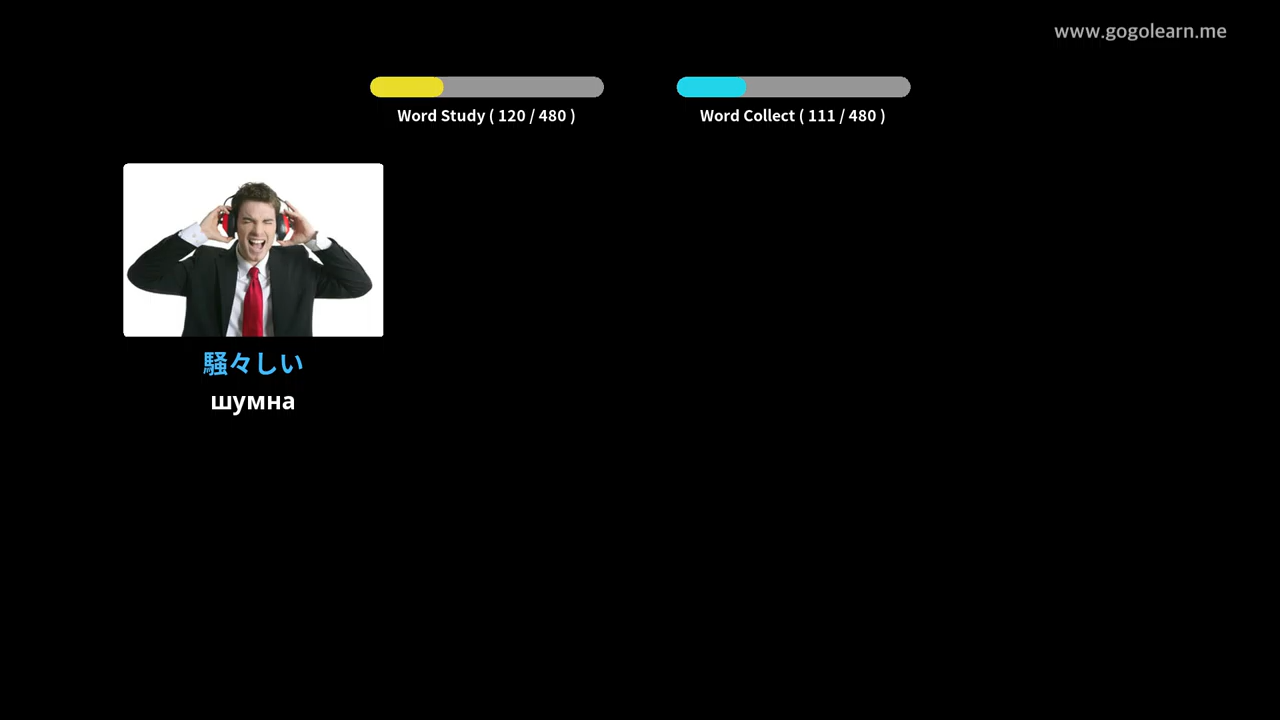 www.gogolearn.me
Word Study ( 120 / 480 )
Word Collect ( 111 / 480 )
騒々しい
шумна